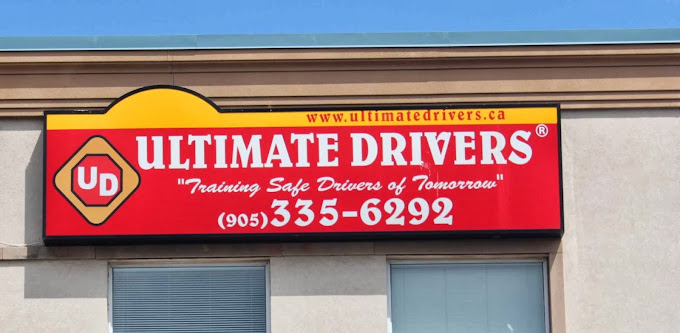 www.ultimatedrivers.ca
ULTIMATE DRIVERS®
UD
"Training Safe Drivers of Tomorrow"
(905) 335-6292